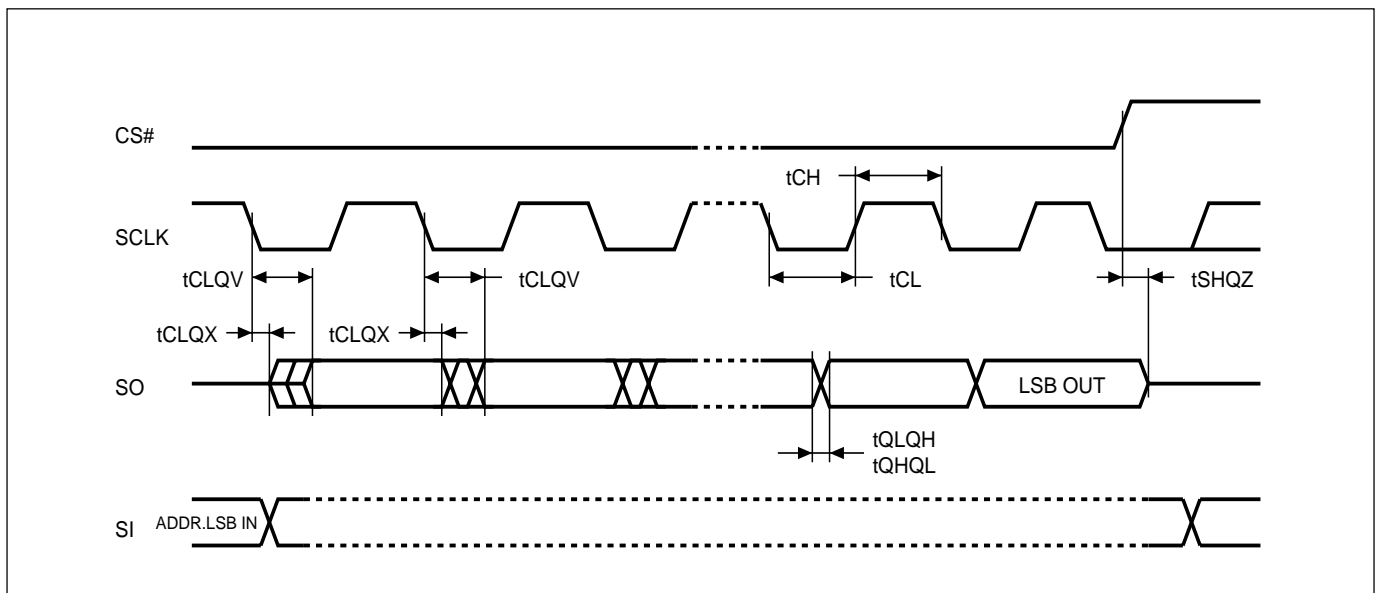 CS#
tCH
SCLK
tCLQV
tCLQV
tCL
tSHQZ
tCLQX
tCLQX
SO
LSB OUT
tQLQH
tQHQL
SI
ADDR.LSB IN